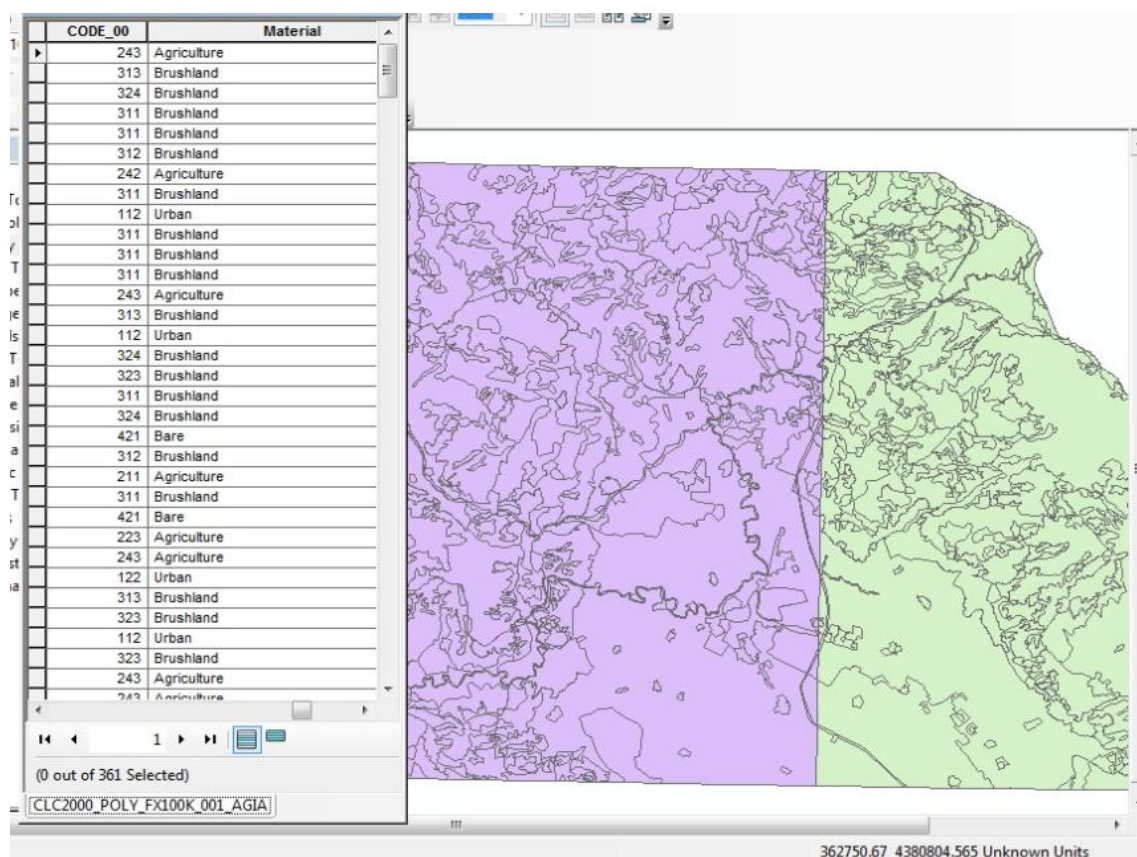 CODE_00 Material
243 Agriculture
313 Brushland
324 Brushland
311 Brushland
311 Brushland
312 Brushland
242 Agriculture
311 Brushland
112 Urban
311 Brushland
311 Brushland
311 Brushland
243 Agriculture
313 Brushland
112 Urban
324 Brushland
323 Brushland
311 Brushland
324 Brushland
421 Bare
312 Brushland
211 Agriculture
311 Brushland
421 Bare
223 Agriculture
243 Agriculture
122 Urban
313 Brushland
323 Brushland
112 Urban
323 Brushland
243 Agriculture
243 Agriculture
1
(0 out of 361 Selected)
CLC2000_POLY_FX100K_001_AGIA
362750.67 4380804.565 Unknown Units